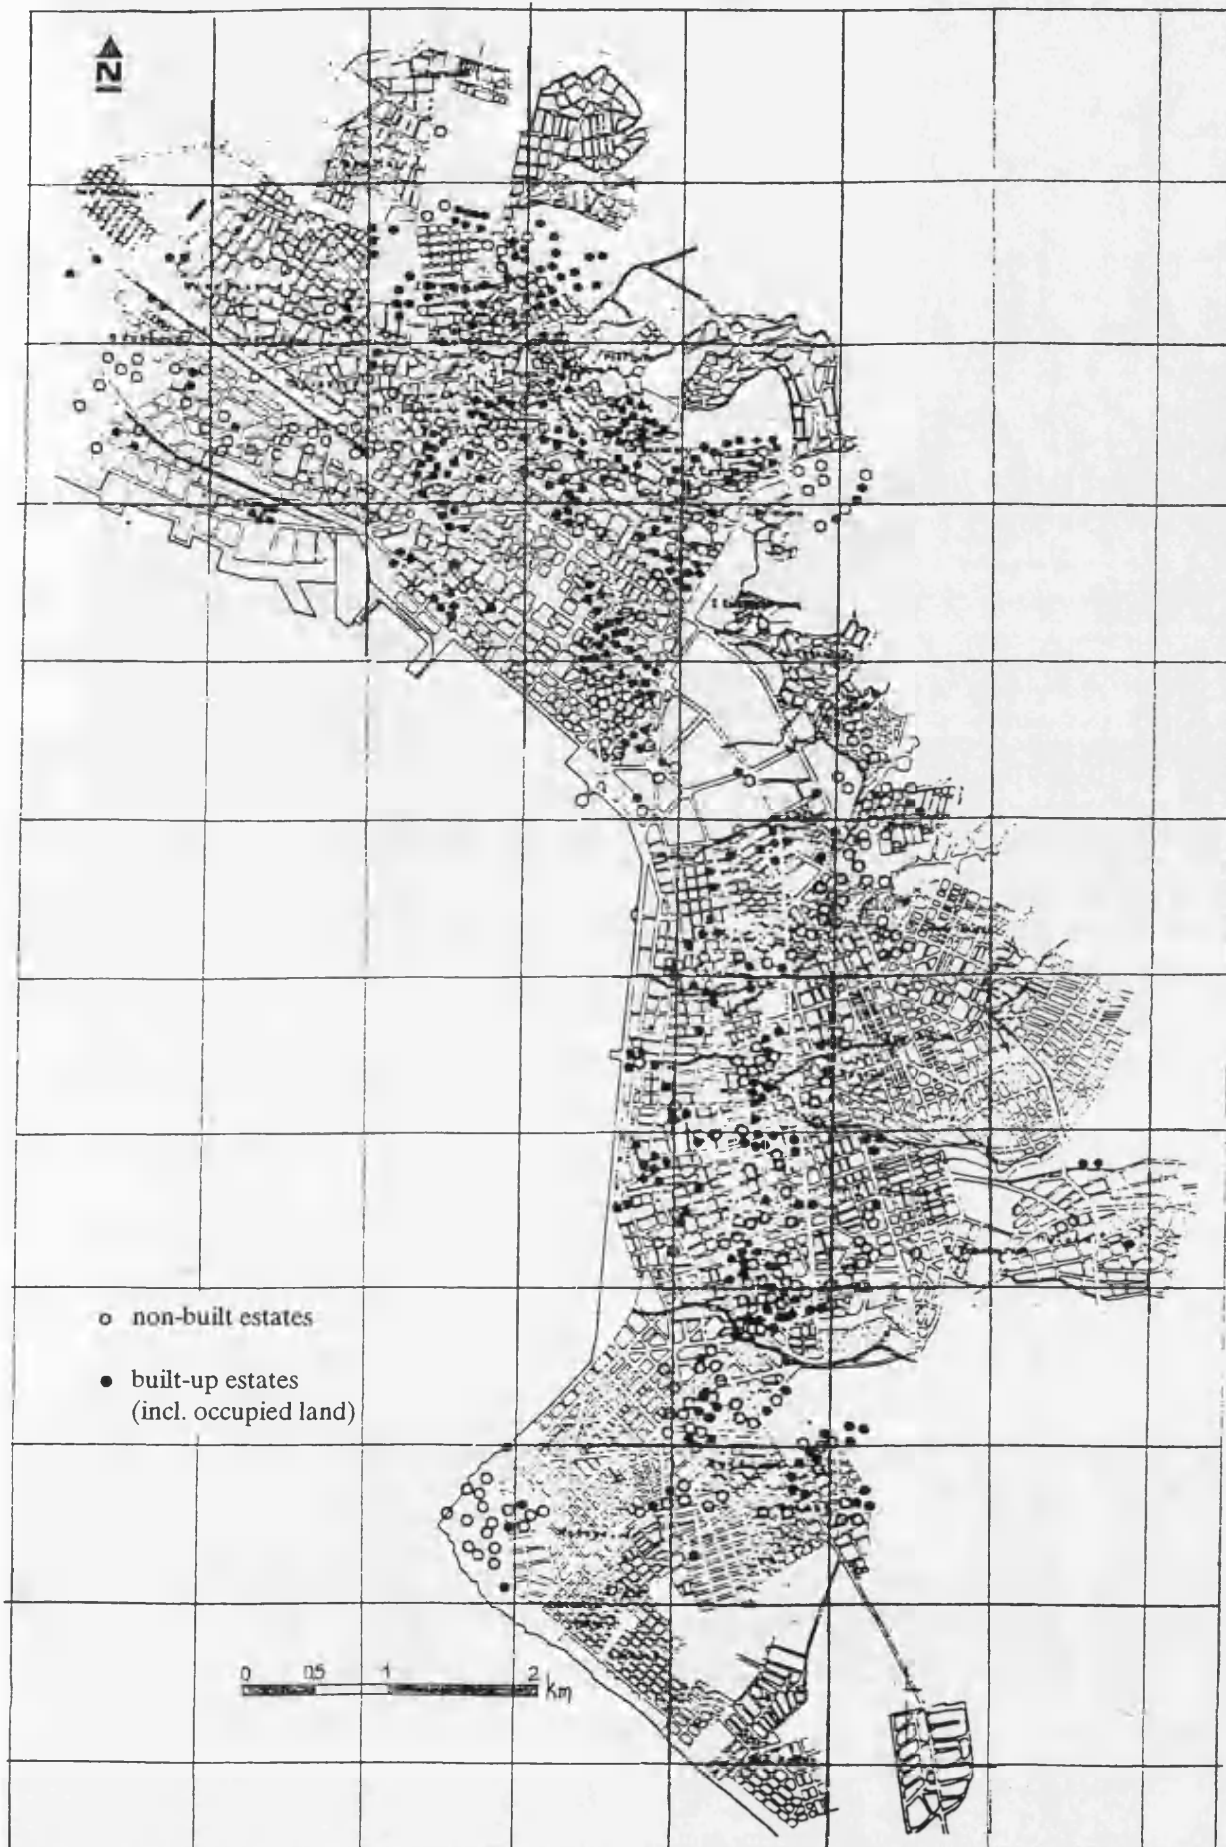 N
non-built estates
built-up estates
(incl. occupied land)
0 0.5 1 2 km